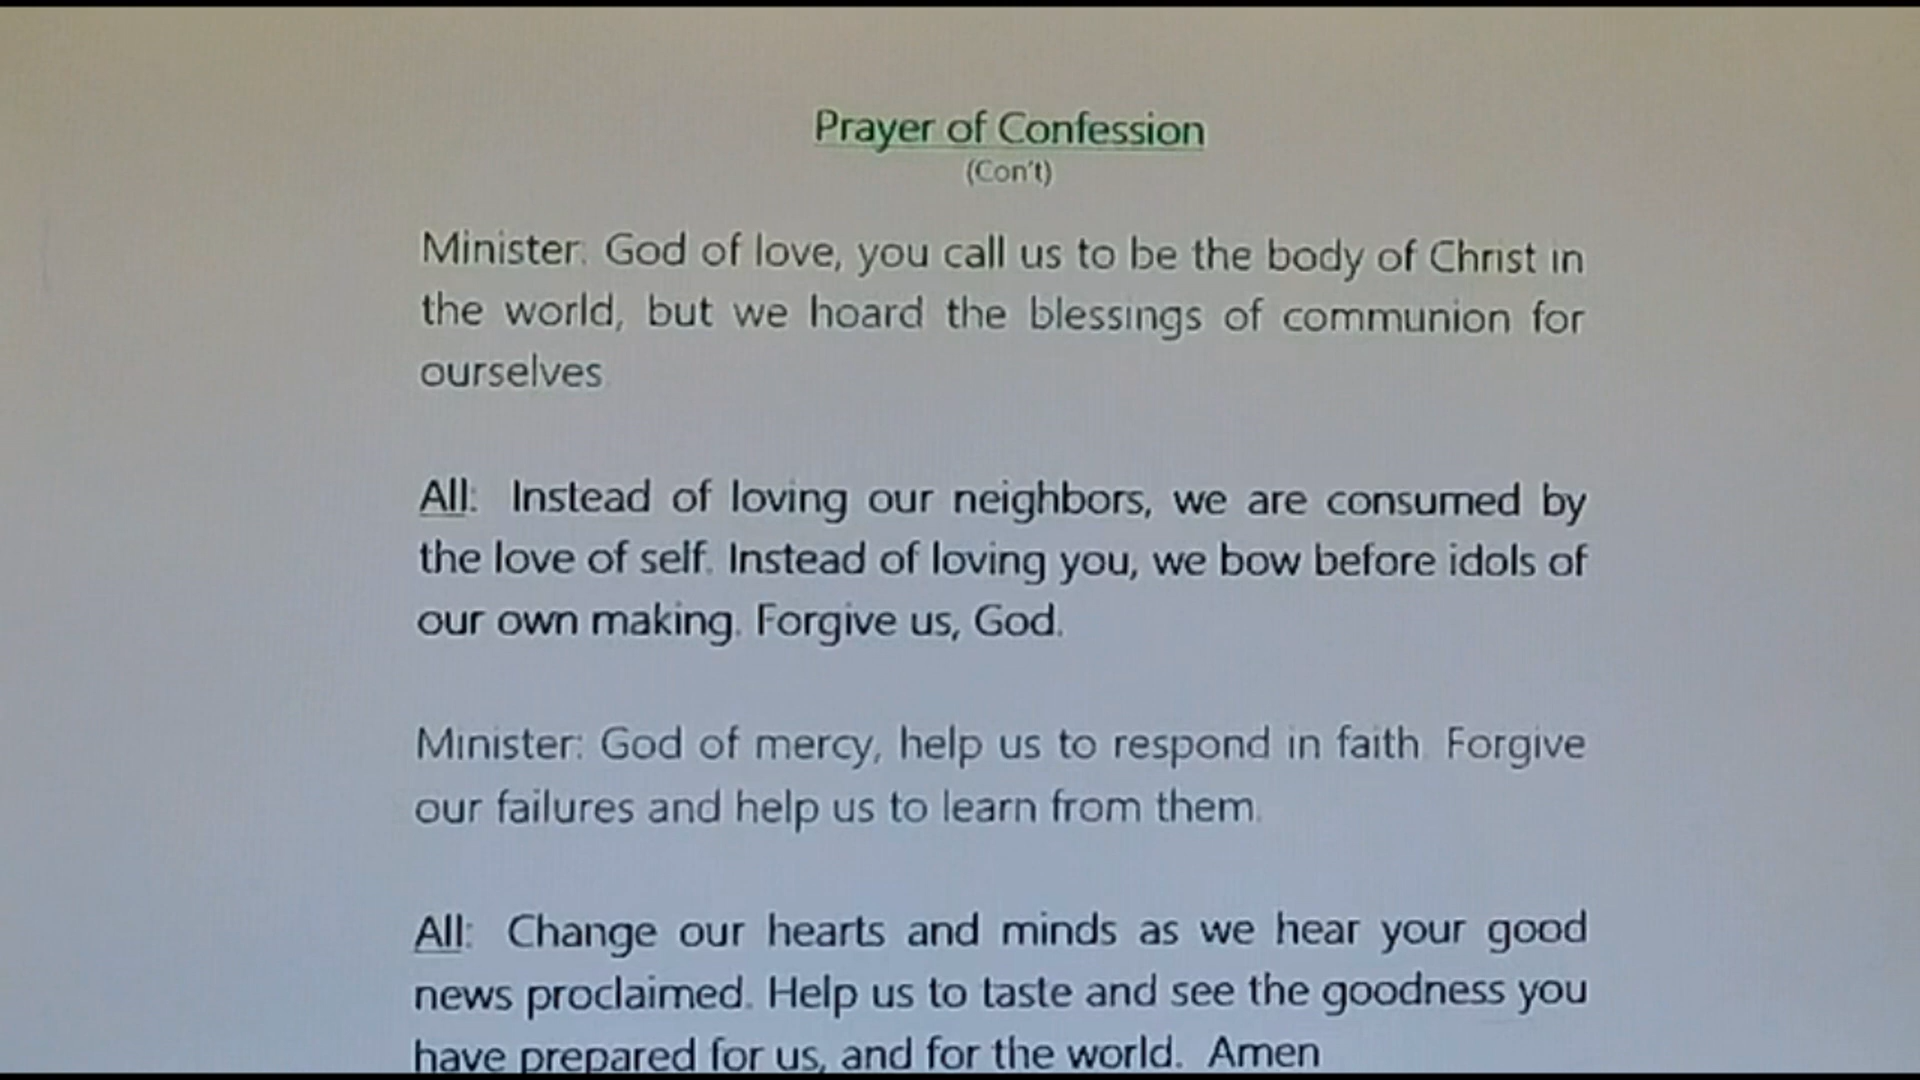 Prayer of Confession
(Con't)
Minister: God of love, you call us to be the body of Christ in
the world, but we hoard the blessings of communion for
ourselves.
All: Instead of loving our neighbors, we are consumed by
the love of self. Instead of loving you, we bow before idols of
our own making. Forgive us, God.
Minister: God of mercy, help us to respond in faith. Forgive
our failures and help us to learn from them.
All: Change our hearts and minds as we hear your good
news proclaimed. Help us to taste and see the goodness you
have prepared for us, and for the world. Amen